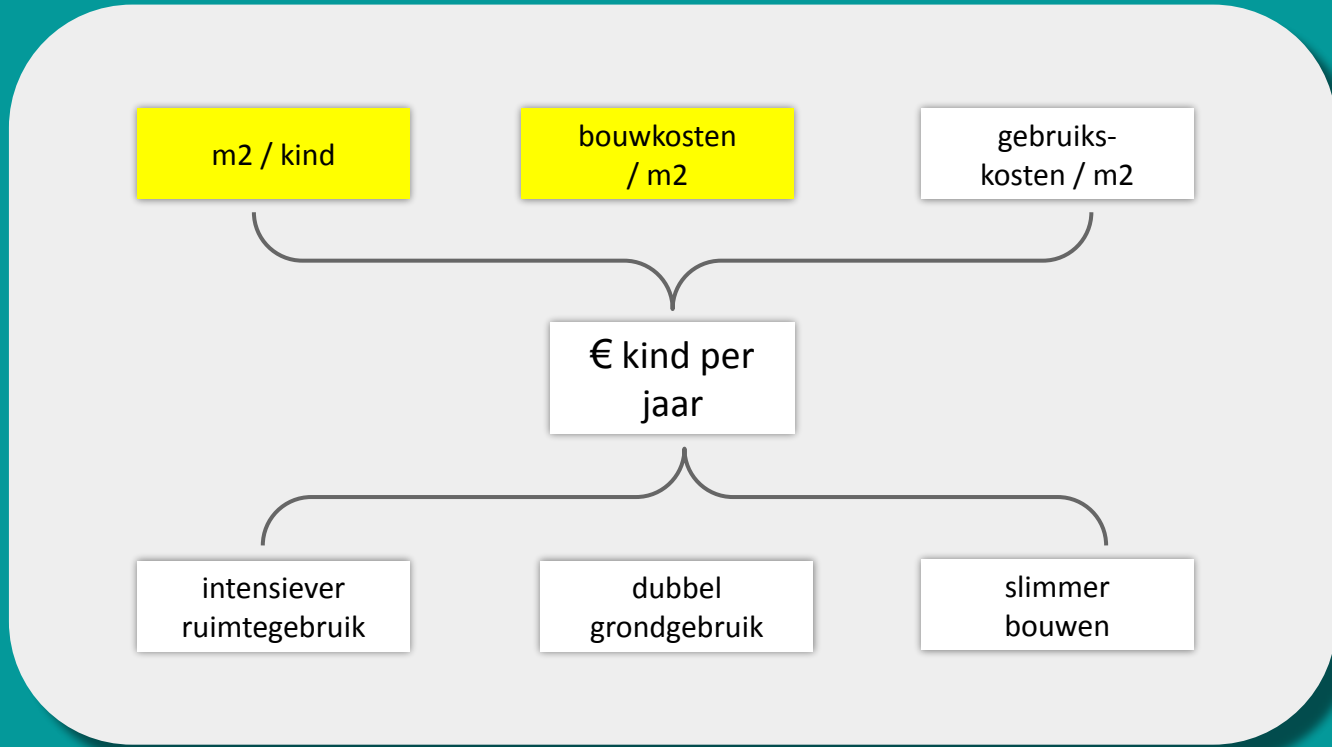 m2 / kind
bouwkosten
/ m2
gebruiks-
kosten / m2
€ kind per
jaar
intensiever
ruimtegebruik
dubbel
grondgebruik
slimmer
bouwen